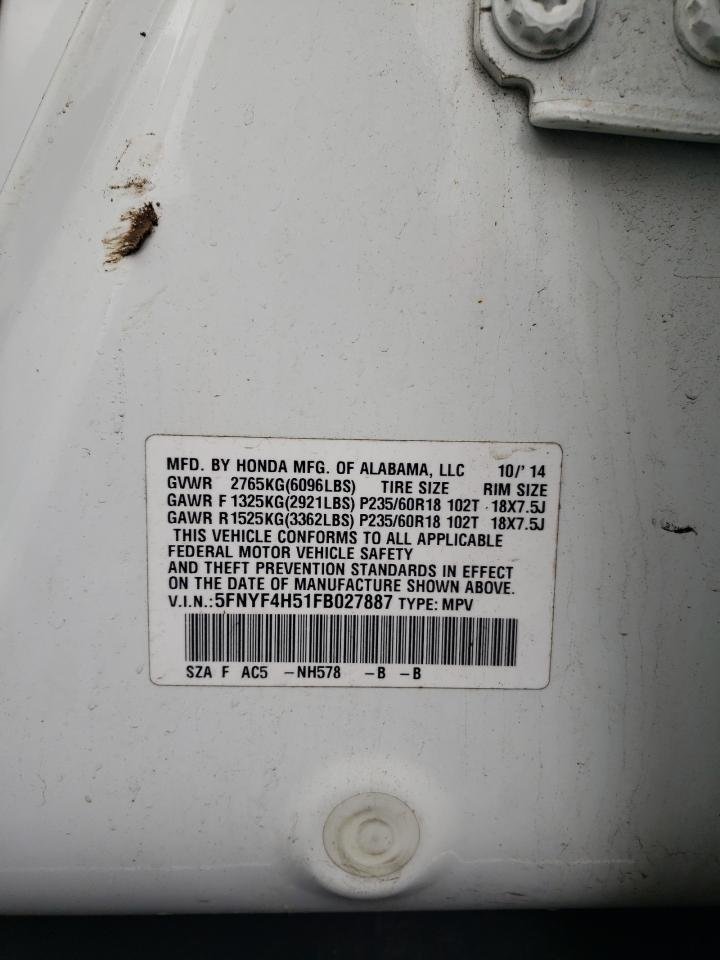 MFD. BY HONDA MFG. OF ALABAMA, LLC 10/'14
GVWR 2765KG(6096LBS) TIRE SIZE RIM SIZE
GAWR F 1325KG(2921LBS) P235/60R18 102T 18X7.5J
GAWR R 1525KG(3362LBS) P235/60R18 102T 18X7.5J
THIS VEHICLE CONFORMS TO ALL APPLICABLE
FEDERAL MOTOR VEHICLE SAFETY
AND THEFT PREVENTION STANDARDS IN EFFECT
ON THE DATE OF MANUFACTURE SHOWN ABOVE.
V.I.N.:5FNYF4H51FB027887 TYPE: MPV
SZA F AC5 -NH578 -B -B